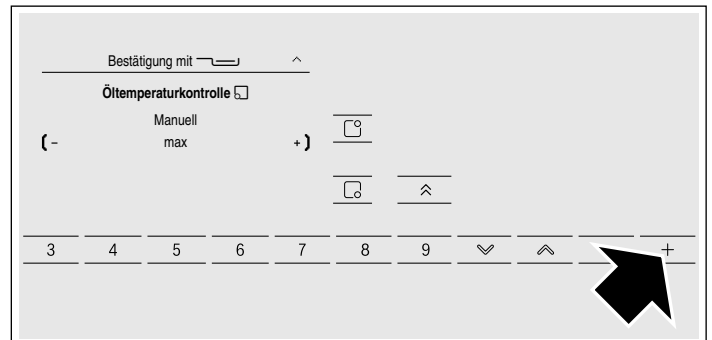 Bestätigung mit
Öltemperaturkontrolle
Manuell
- max +
3 4 5 6 7 8 9 +